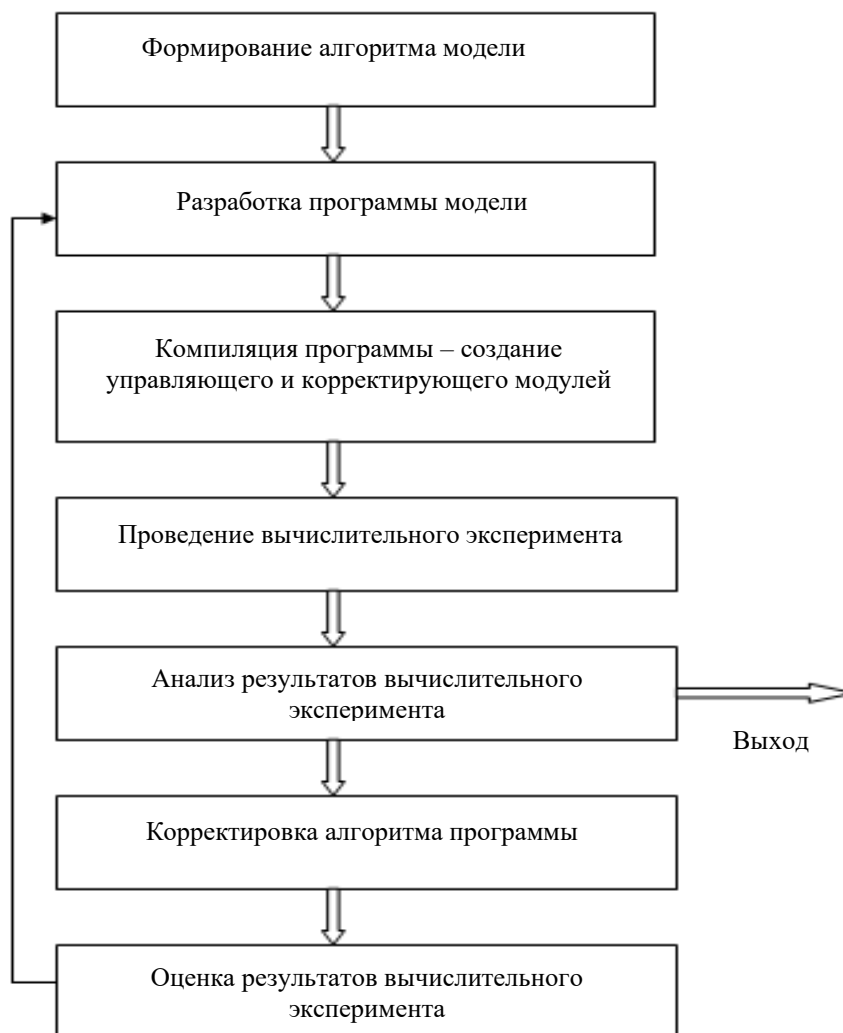 Формирование алгоритма модели
Разработка программы модели
Компиляция программы – создание
управляющего и корректирующего модулей
Проведение вычислительного эксперимента
Анализ результатов вычислительного
эксперимента
Выход
Корректировка алгоритма программы
Оценка результатов вычислительного
эксперимента